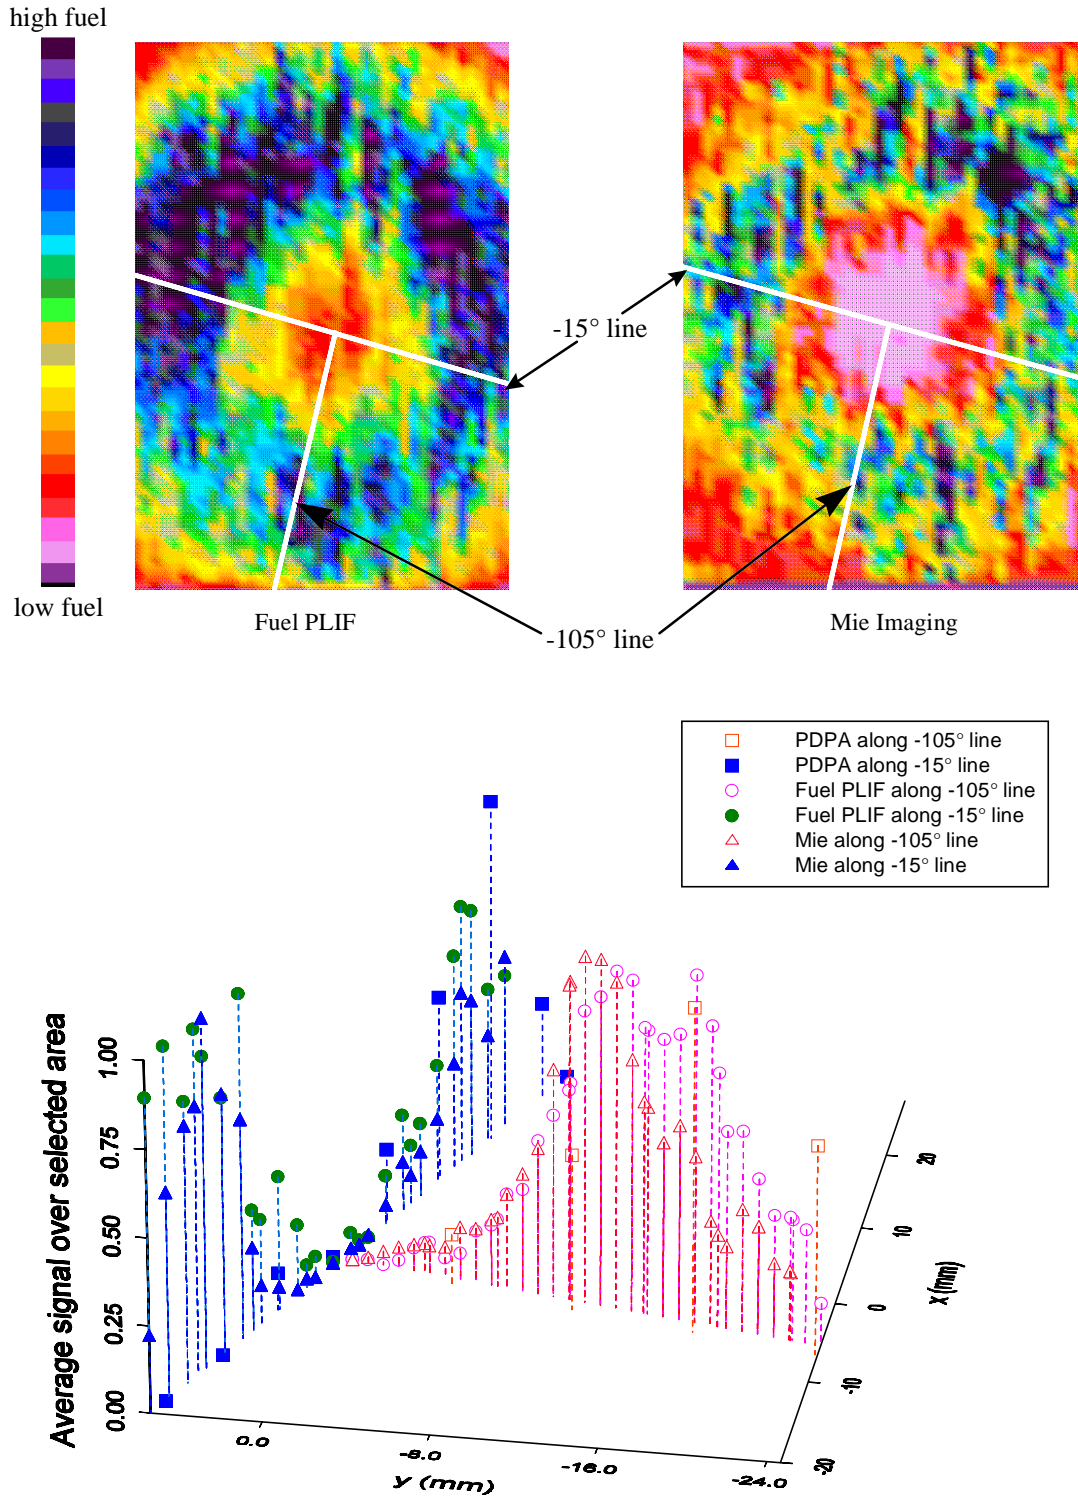 high fuel
low fuel
-15° line
Fuel PLIF
Mie Imaging
-105° line
PDPA along -105° line
PDPA along -15° line
Fuel PLIF along -105° line
Fuel PLIF along -15° line
Mie along -105° line
Mie along -15° line
Average signal over selected area
1.00
0.75
0.50
0.25
0.00
0.0
-8.0
-16.0
-24.0
y (mm)
20
10
0
-10
-20
x (mm)